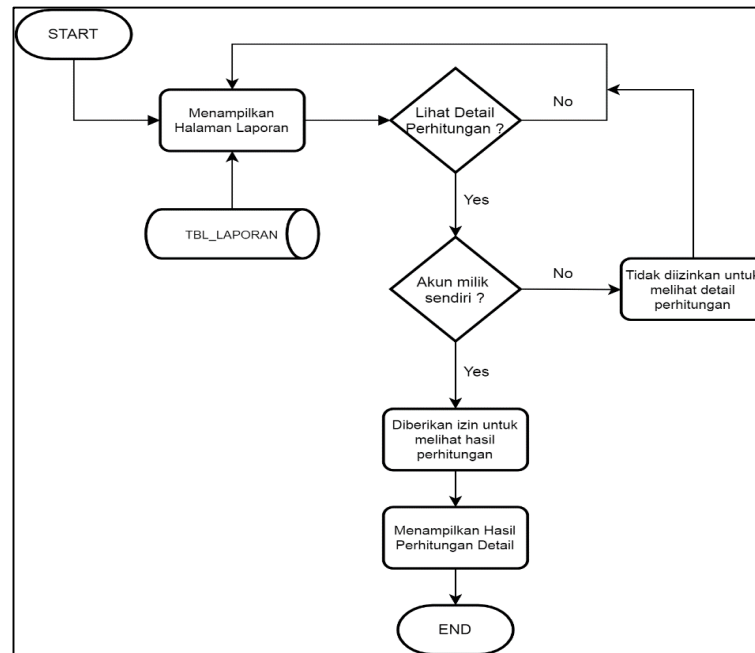 START
Menampilkan
Halaman Laporan
Lihat Detail
Perhitungan ?
No
TBL_LAPORAN
Yes
Akun milik
sendiri ?
No
Tidak diizinkan untuk
melihat detail
perhitungan
Yes
Diberikan izin untuk
melihat hasil
perhitungan
Menampilkan Hasil
Perhitungan Detail
END